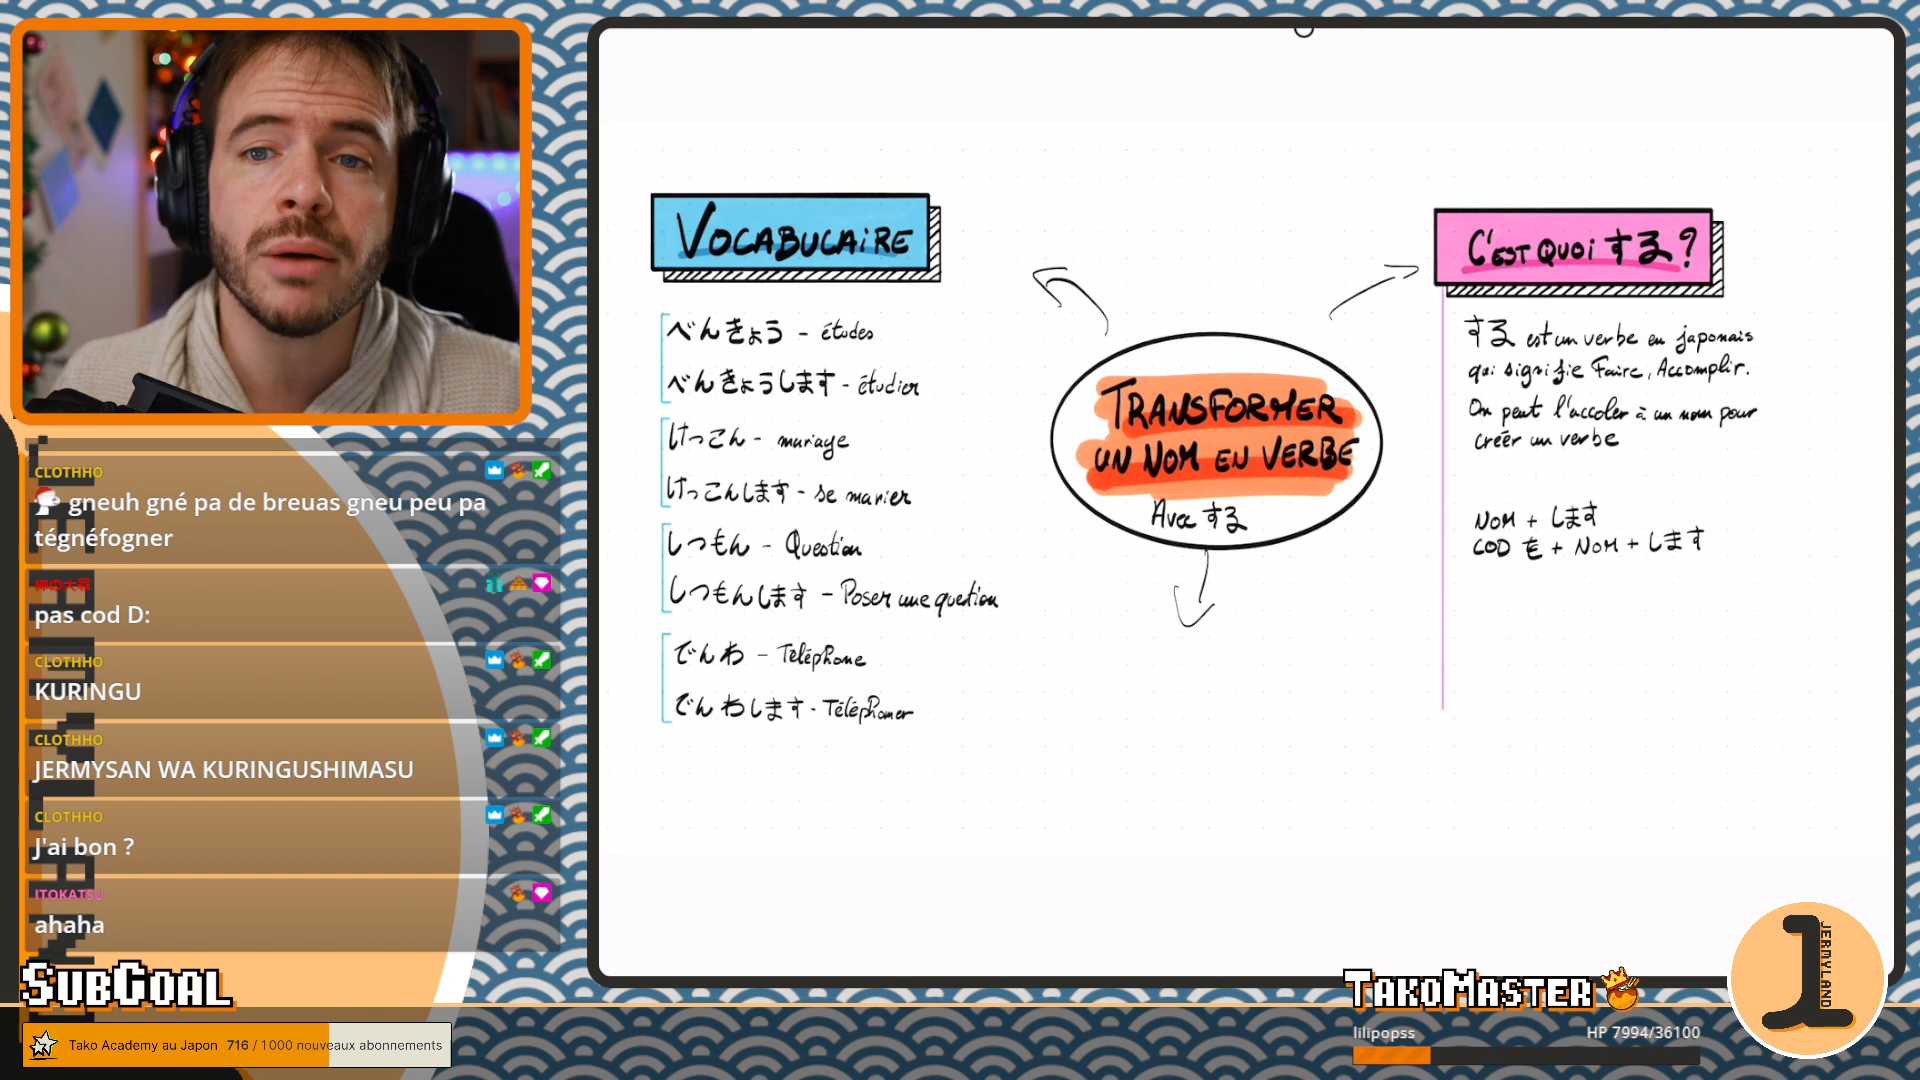 VOCABULAIRE
べんきょう - études
べんきょうします - étudier
けっこん - mariage
けっこんします - se marier
しつもん - Question
しつもんします - Poser une question
でんわ - Téléphone
でんわします - Téléphoner
TRANSFORMER
UN NOM EN VERBE
Avec する
C'EST QUOI する ?
する est un verbe en japonais
qui signifie Faire, Accomplir.
On peut l'accoler à un nom pour
créer un verbe
NOM + します
COD を + NOM + します
CLOTHHO
gneuh gné pa de breuas gneu peu pa
tégnéfogner
pas cod D:
CLOTHHO
KURINGU
CLOTHHO
JERMYSAN WA KURINGUSHIMASU
CLOTHHO
J'ai bon ?
ITOKATSU
ahaha
SUBGOAL
Tako Academy au Japon 716 / 1000 nouveaux abonnements
TAKOMASTER
lilipopss HP 7994/36100
JERMYLAND